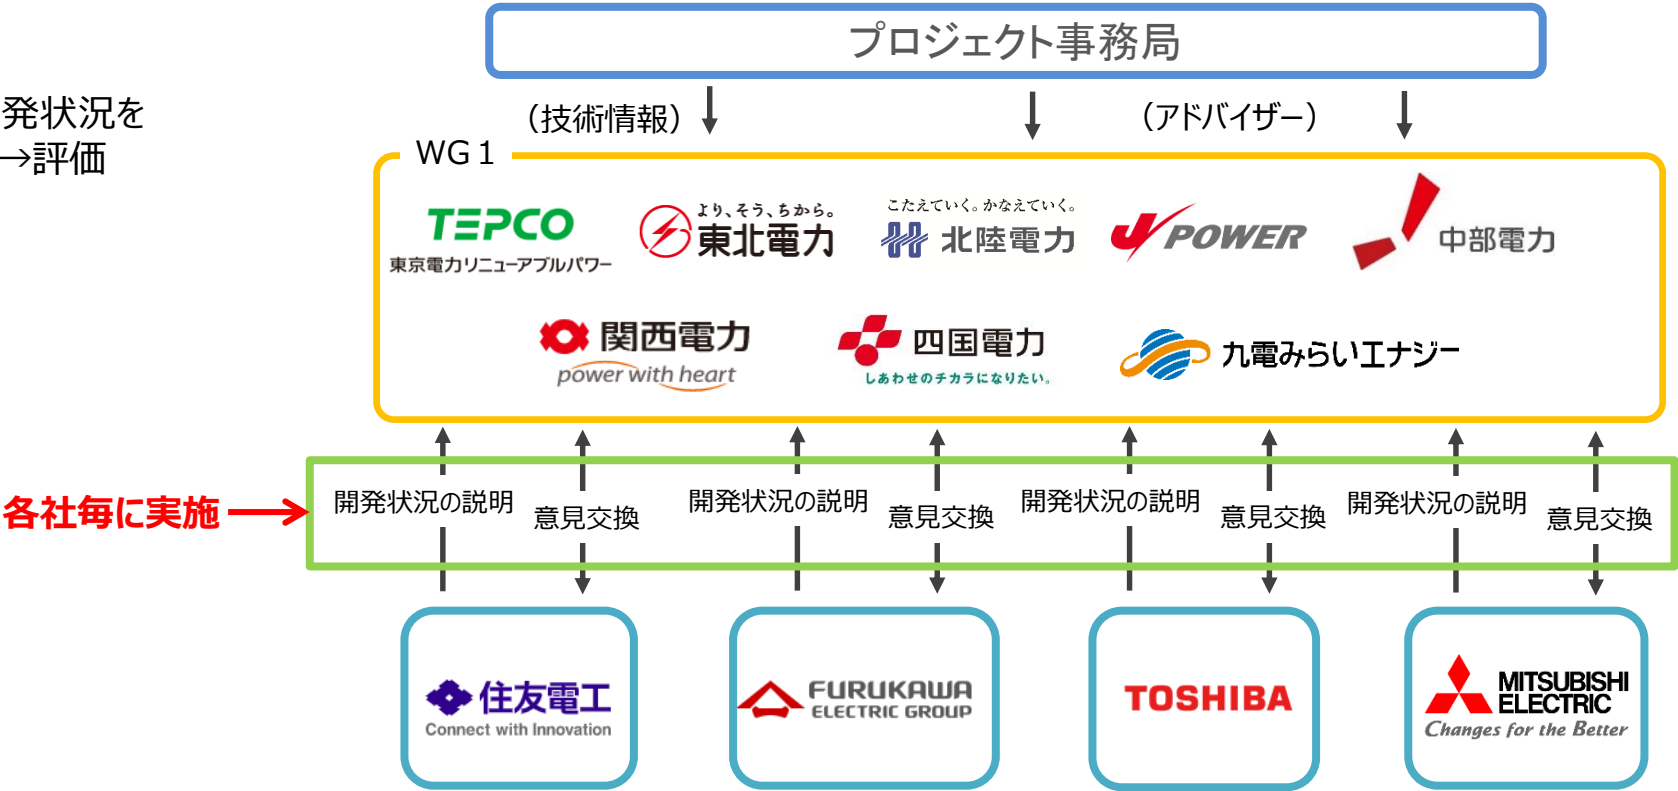 プロジェクト事務局
発状況を
→評価
（技術情報）
（アドバイザー）
WG１
TEPCO
東京電力リニューアブルパワー
より、そう、ちから。
東北電力
こたえていく。かなえていく。
北陸電力
J POWER
中部電力
関西電力
power with heart
四国電力
しあわせのチカラになりたい。
九電みらいエナジー
各社毎に実施
開発状況の説明
意見交換
開発状況の説明
意見交換
開発状況の説明
意見交換
開発状況の説明
意見交換
住友電工
Connect with Innovation
FURUKAWA
ELECTRIC GROUP
TOSHIBA
MITSUBISHI
ELECTRIC
Changes for the Better